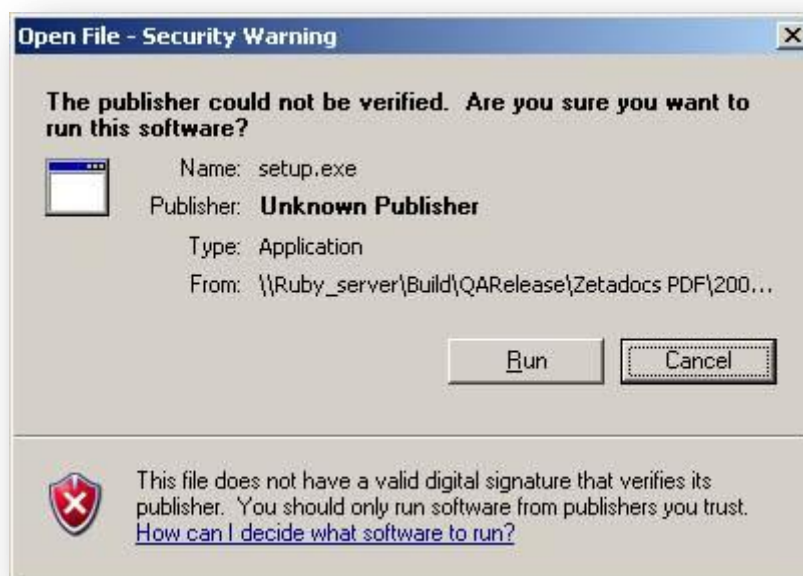 Open File - Security Warning
The publisher could not be verified. Are you sure you want to
run this software?
Name: setup.exe
Publisher: Unknown Publisher
Type: Application
From: \\Ruby_server\Build\QARelease\Zetadocs PDF\200...
Run
Cancel
This file does not have a valid digital signature that verifies its
publisher. You should only run software from publishers you trust.
How can I decide what software to run?